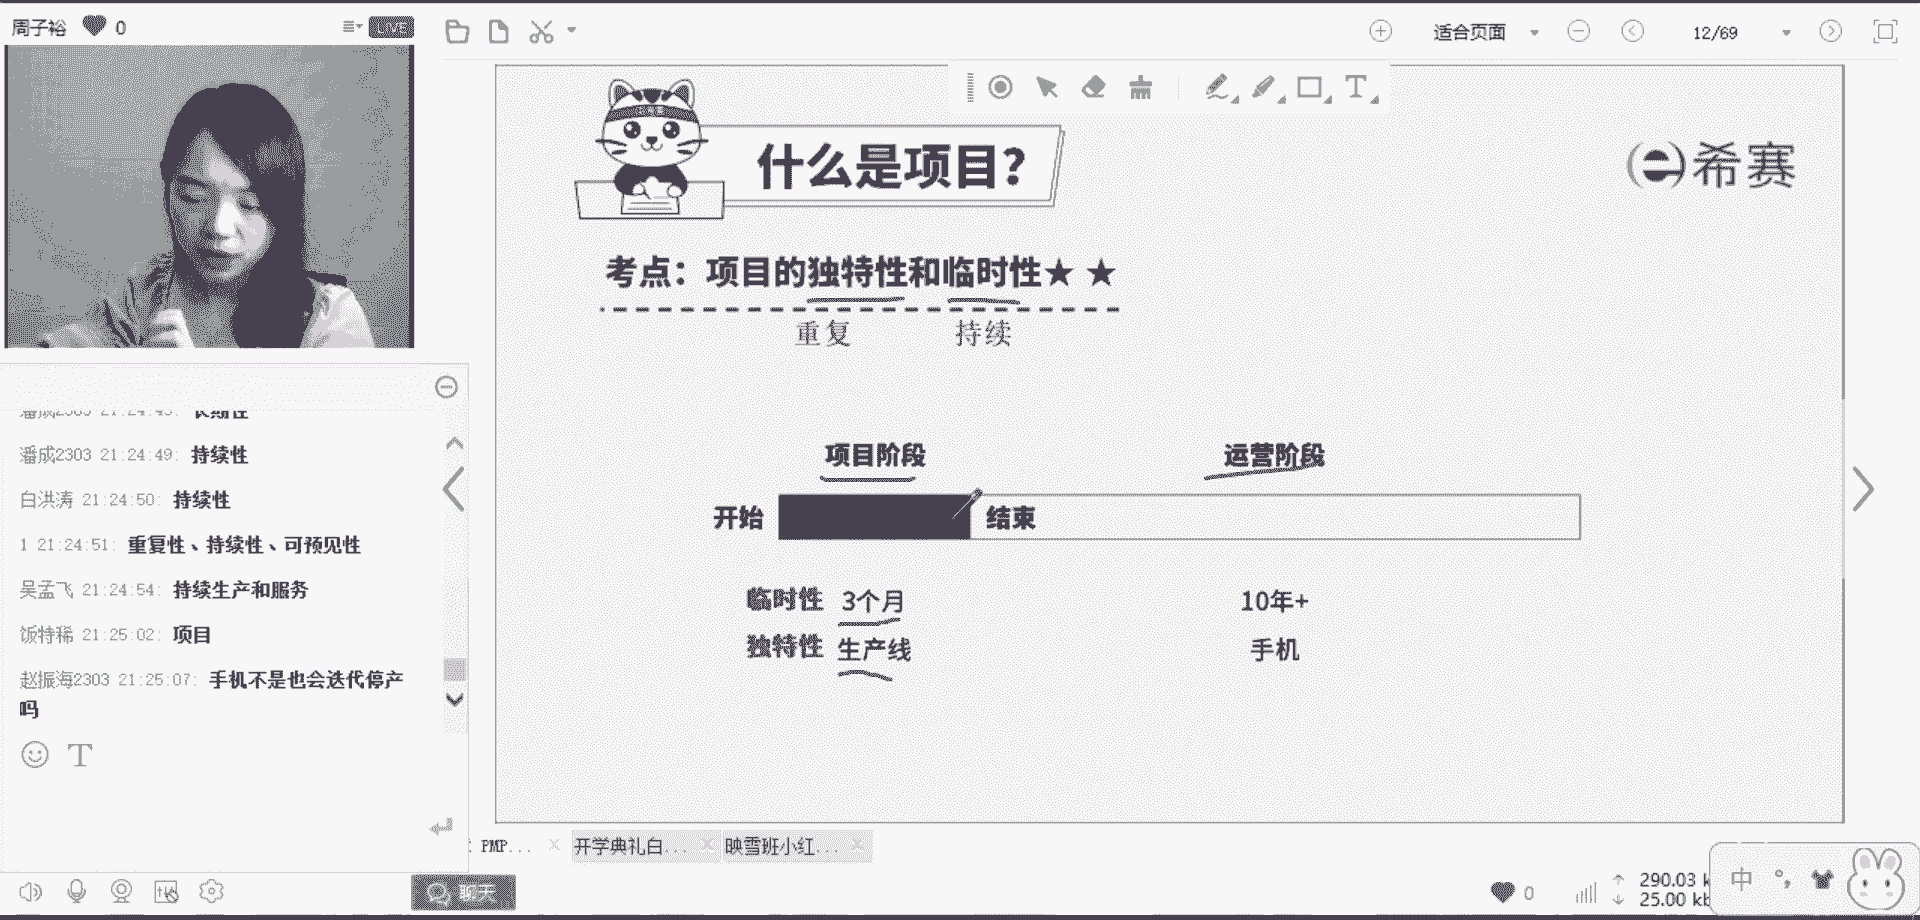 周子裕 0
LIVE
适合页面
12/69
什么是项目？
希赛
考点：项目的独特性和临时性★ ★
重复 持续
项目阶段 运营阶段
开始 结束
临时性 3个月 10年+
独特性 生产线 手机
潘成2303 21:24:49: 持续性
白洪涛 21:24:50: 持续性
1 21:24:51: 重复性、持续性、可预见性
吴孟飞 21:24:54: 持续生产和服务
饭特稀 21:25:02: 项目
赵振海2303 21:25:07: 手机不是也会迭代停产
吗
PMP... 开学典礼白... 映雪班小红...
聊天
0
290.03 k
25.00 kb
中